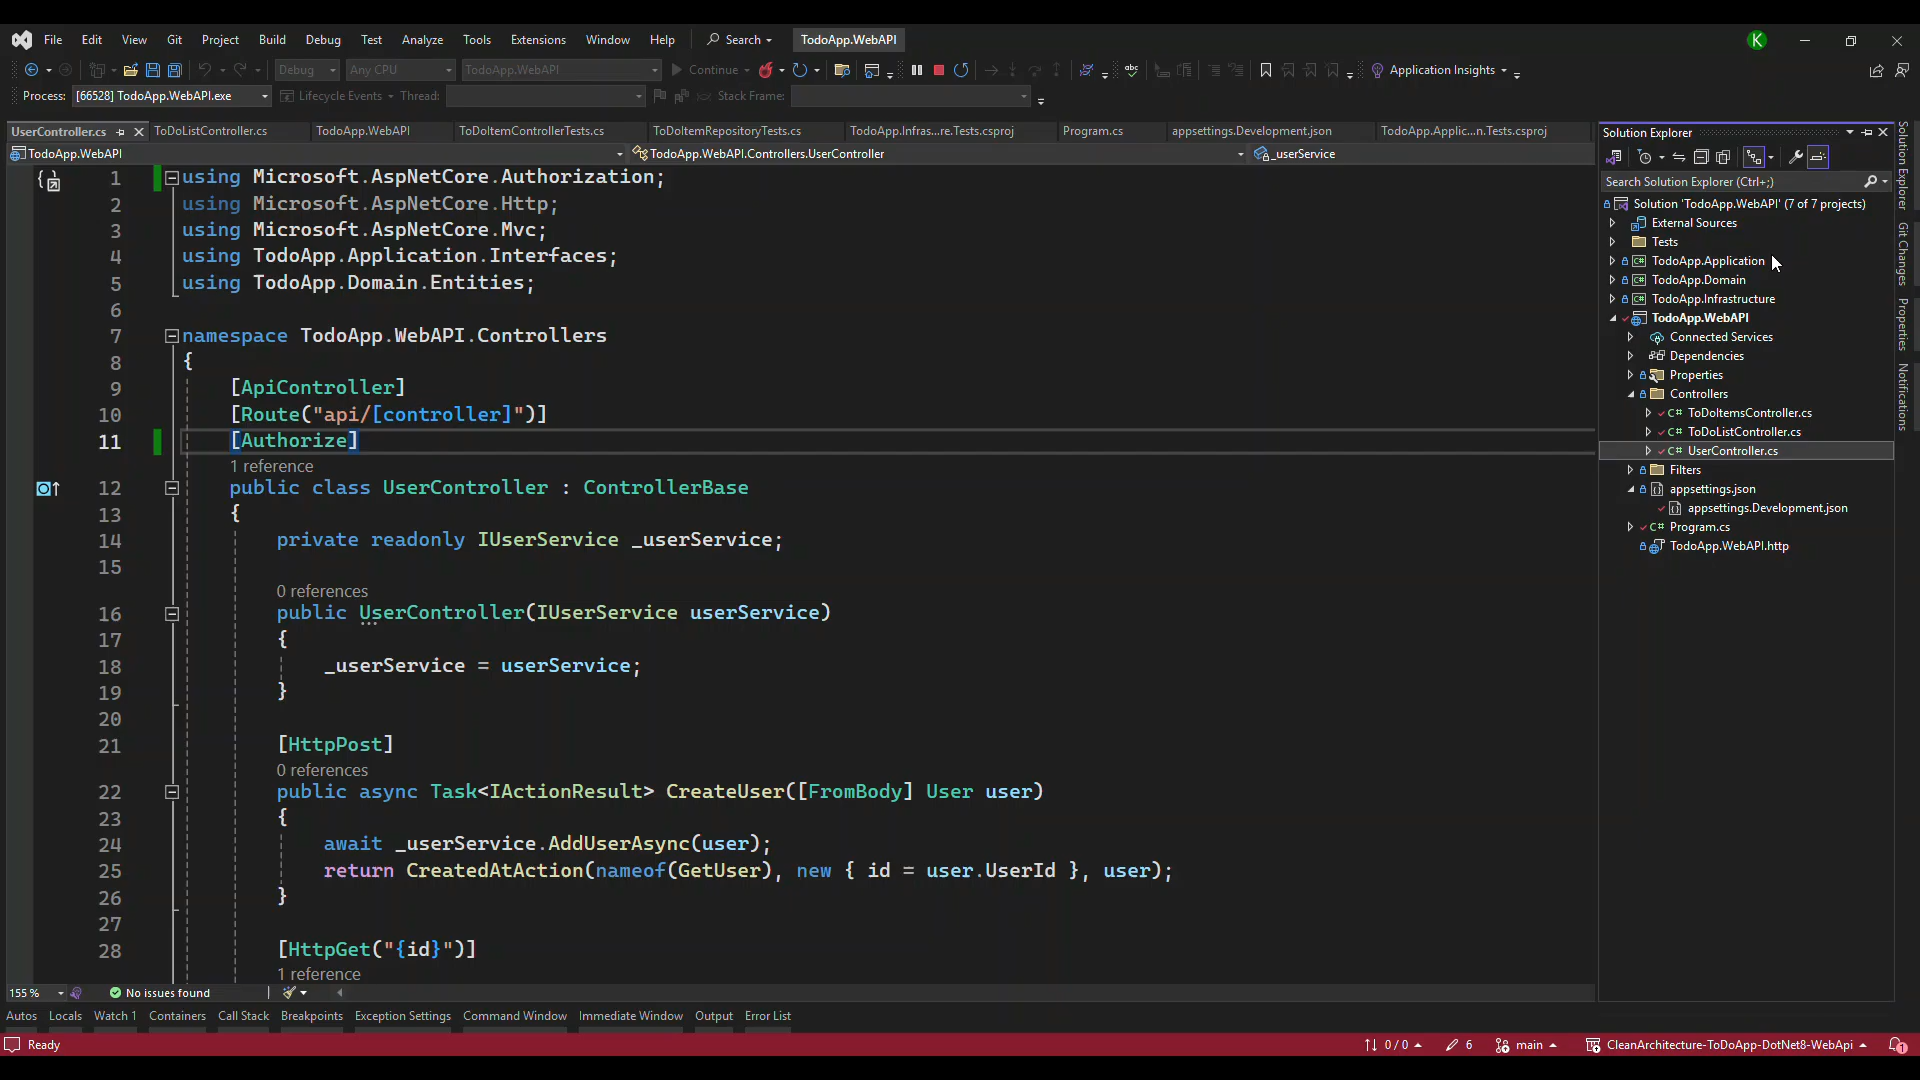 File Edit View Git Project Build Debug Test Analyze Tools Extensions Window Help Search TodoApp.WebAPI K
Debug Any CPU TodoApp.WebAPI Continue Application Insights
Process: [66528] TodoApp.WebAPI.exe Lifecycle Events Thread: Stack Frame:
UserController.cs ToDoListController.cs TodoApp.WebAPI ToDoItemControllerTests.cs ToDoItemRepositoryTests.cs TodoApp.Infras...re.Tests.csproj Program.cs appsettings.Development.json TodoApp.Applic...n.Tests.csproj
TodoApp.WebAPI TodoApp.WebAPI.Controllers.UserController _userService
1 using Microsoft.AspNetCore.Authorization;
2 using Microsoft.AspNetCore.Http;
3 using Microsoft.AspNetCore.Mvc;
4 using TodoApp.Application.Interfaces;
5 using TodoApp.Domain.Entities;
6
7 namespace TodoApp.WebAPI.Controllers
8 {
9 [ApiController]
10 [Route("api/[controller]")]
11 [Authorize]
1 reference
12 public class UserController : ControllerBase
13 {
14 private readonly IUserService _userService;
15
0 references
16 public UserController(IUserService userService)
17 {
18 _userService = userService;
19 }
20
21 [HttpPost]
0 references
22 public async Task<IActionResult> CreateUser([FromBody] User user)
23 {
24 await _userService.AddUserAsync(user);
25 return CreatedAtAction(nameof(GetUser), new { id = user.UserId }, user);
26 }
27
28 [HttpGet("{id}")]
1 reference
155 % No issues found
Autos Locals Watch 1 Containers Call Stack Breakpoints Exception Settings Command Window Immediate Window Output Error List
Ready 0 / 0 6 main CleanArchitecture-ToDoApp-DotNet8-WebApi 1
Solution Explorer
Search Solution Explorer (Ctrl+;)
Solution 'TodoApp.WebAPI' (7 of 7 projects)
External Sources
Tests
TodoApp.Application
TodoApp.Domain
TodoApp.Infrastructure
TodoApp.WebAPI
Connected Services
Dependencies
Properties
Controllers
C# ToDoItemsController.cs
C# ToDoListController.cs
C# UserController.cs
Filters
appsettings.json
appsettings.Development.json
C# Program.cs
TodoApp.WebAPI.http
Solution Explorer
Git Changes
Properties
Notifications